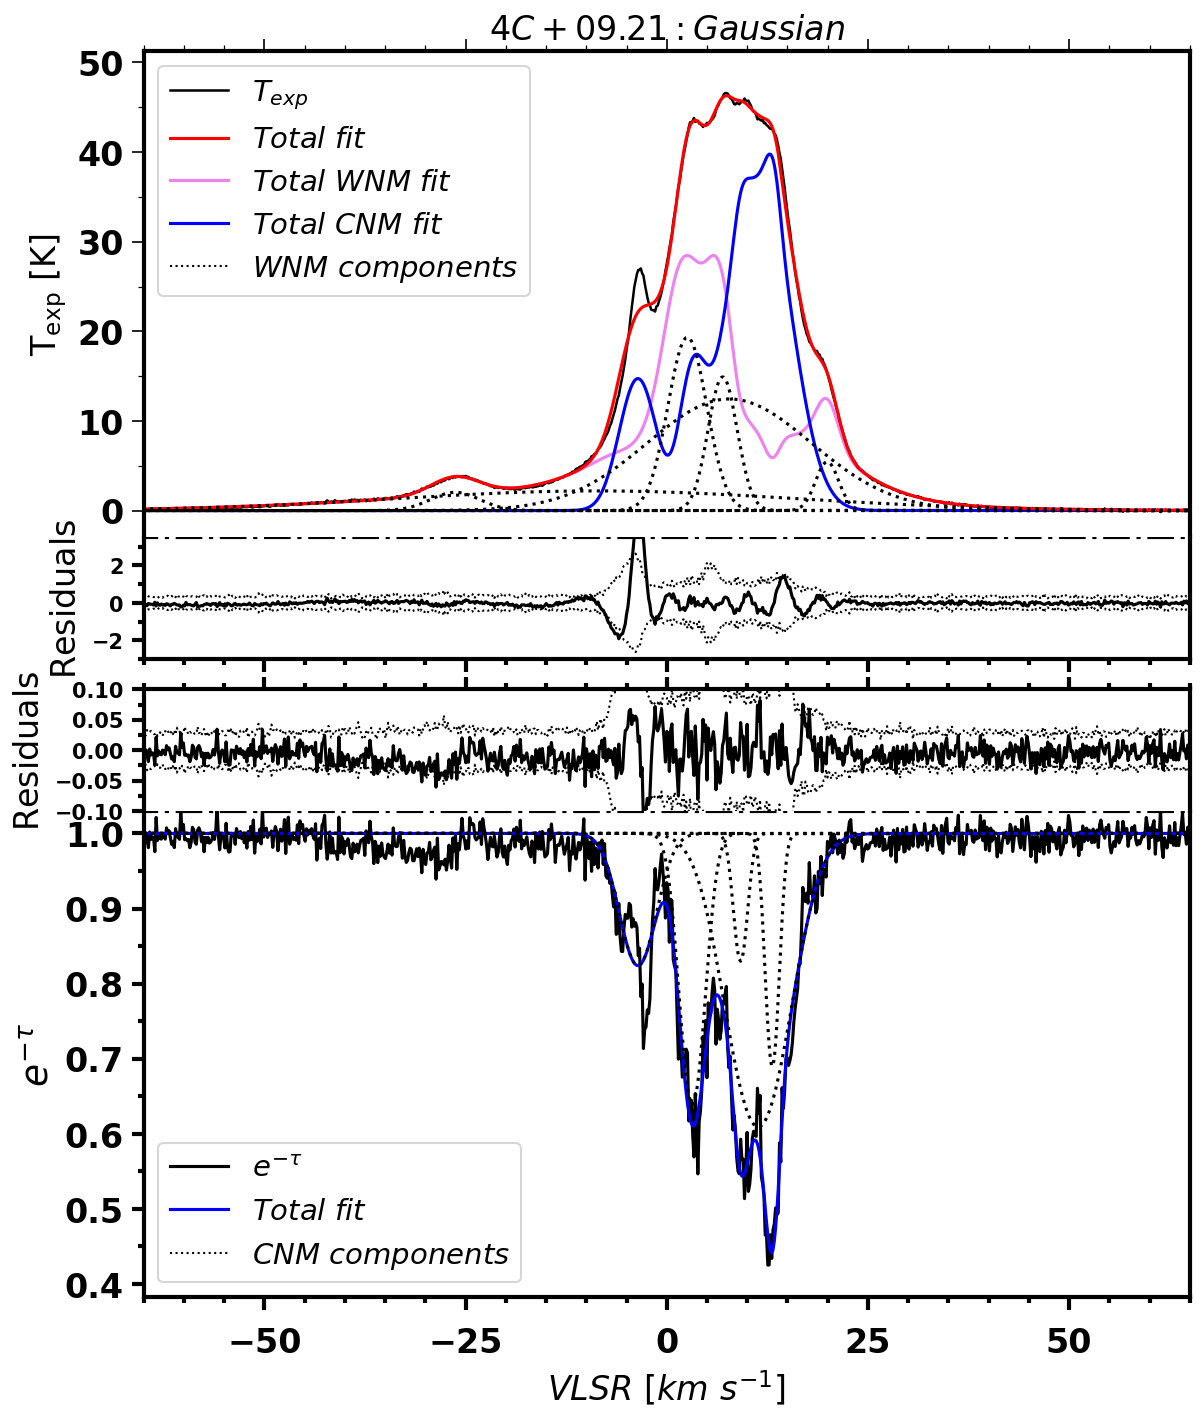 4C + 09.21 : Gaussian
50
40
30
20
10
0
T_exp [K]
T_exp
Total fit
Total WNM fit
Total CNM fit
WNM components
2
0
−2
Residuals
0.10
0.05
0.00
−0.05
−0.10
Residuals
1.0
0.9
0.8
0.7
0.6
0.5
0.4
e^{−τ}
e^{−τ}
Total fit
CNM components
−50 −25 0 25 50
VLSR [km s^{−1}]